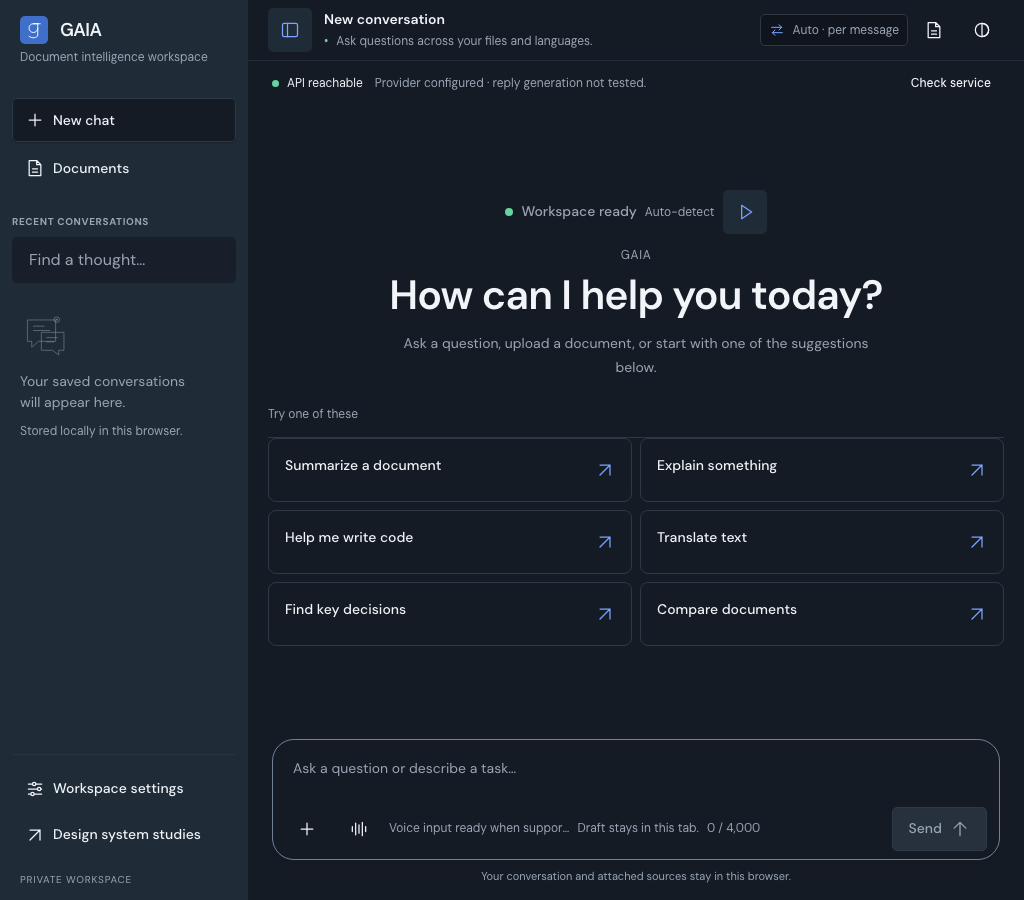 GAIA
Document intelligence workspace
New chat
Documents
RECENT CONVERSATIONS
Find a thought...
Your saved conversations
will appear here.
Stored locally in this browser.
Workspace settings
Design system studies
PRIVATE WORKSPACE
New conversation
• Ask questions across your files and languages.
Auto · per message
API reachable Provider configured · reply generation not tested.
Check service
Workspace ready Auto-detect
GAIA
How can I help you today?
Ask a question, upload a document, or start with one of the suggestions
below.
Try one of these
Summarize a document
Explain something
Help me write code
Translate text
Find key decisions
Compare documents
Ask a question or describe a task...
Voice input ready when suppor... Draft stays in this tab. 0 / 4,000
Send
Your conversation and attached sources stay in this browser.